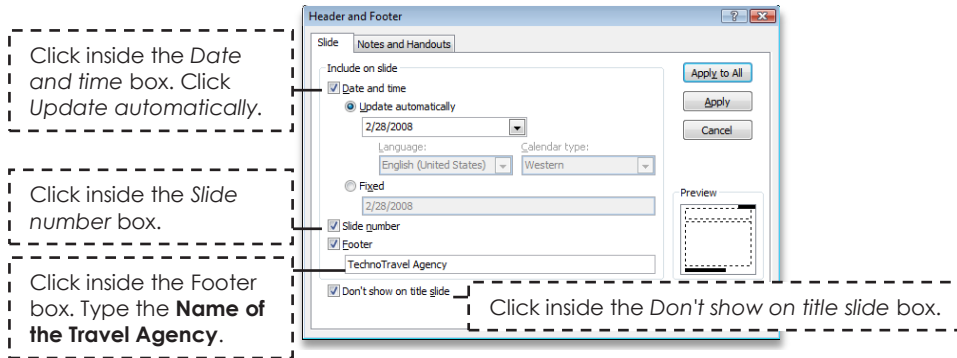 Header and Footer
Slide
Notes and Handouts
Click inside the Date
and time box. Click
Update automatically.
Include on slide
Date and time
Update automatically
2/28/2008
Language:
Calendar type:
English (United States)
Western
Fixed
2/28/2008
Apply to All
Apply
Cancel
Click inside the Slide
number box.
Slide number
Footer
TechnoTravel Agency
Preview
Click inside the Footer
box. Type the Name of
the Travel Agency.
Don't show on title slide
Click inside the Don't show on title slide box.